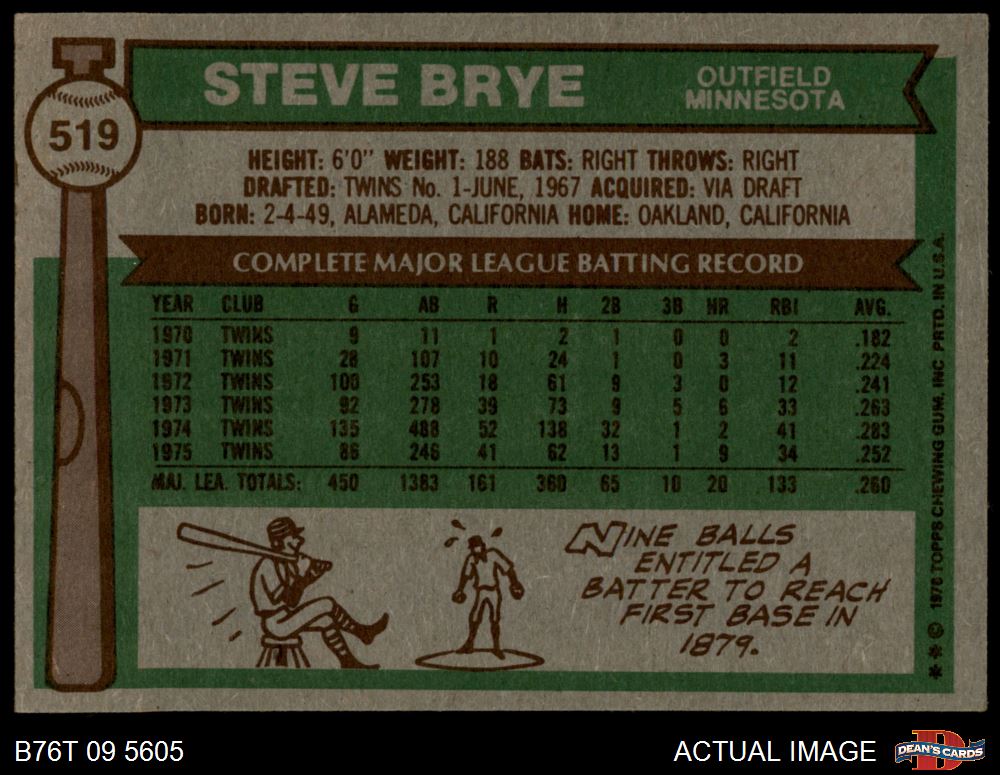 STEVE BRYE
OUTFIELD
MINNESOTA
519
HEIGHT: 6'0" WEIGHT: 188 BATS: RIGHT THROWS: RIGHT
DRAFTED: TWINS No. 1-JUNE, 1967 ACQUIRED: VIA DRAFT
BORN: 2-4-49, ALAMEDA, CALIFORNIA HOME: OAKLAND, CALIFORNIA
COMPLETE MAJOR LEAGUE BATTING RECORD
YEAR CLUB G AB R H 2B 3B HR RBI AVG.
1970 TWINS 9 11 1 2 1 0 0 2 .182
1971 TWINS 28 107 10 24 1 0 3 11 .224
1972 TWINS 100 253 18 61 9 3 0 12 .241
1973 TWINS 92 278 39 73 9 5 6 33 .263
1974 TWINS 135 488 52 138 32 1 2 41 .283
1975 TWINS 86 246 41 62 13 1 9 34 .252
MAJ. LEA. TOTALS: 450 1383 161 360 65 10 20 133 .260
NINE BALLS
ENTITLED A
BATTER TO REACH
FIRST BASE IN
1879.
** © 1976 TOPPS CHEWING GUM, INC. PRTD. IN U.S.A.
B76T 09 5605
ACTUAL IMAGE
D
DEAN'S CARDS